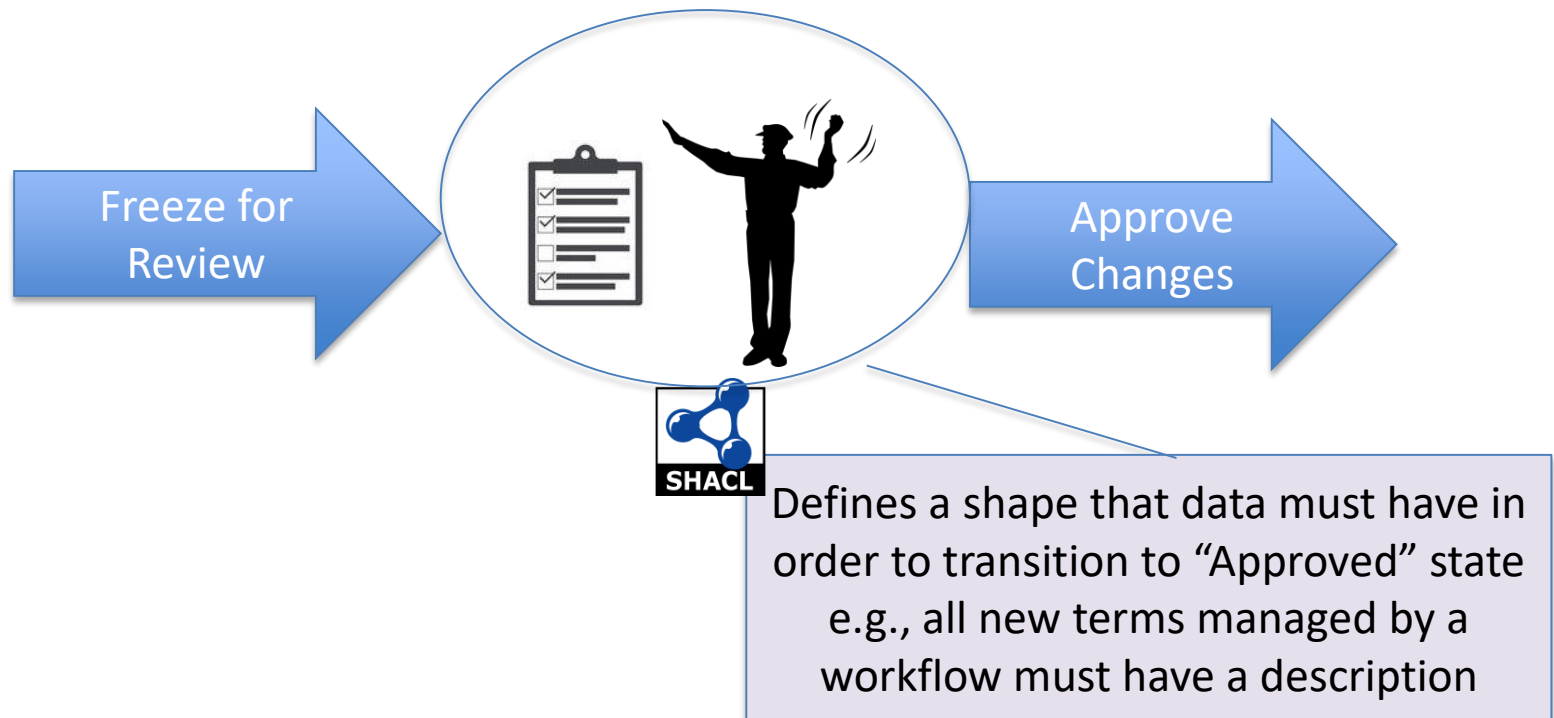 Freeze for
Review
Approve
Changes
SHACL
Defines a shape that data must have in
order to transition to “Approved” state
e.g., all new terms managed by a
workflow must have a description